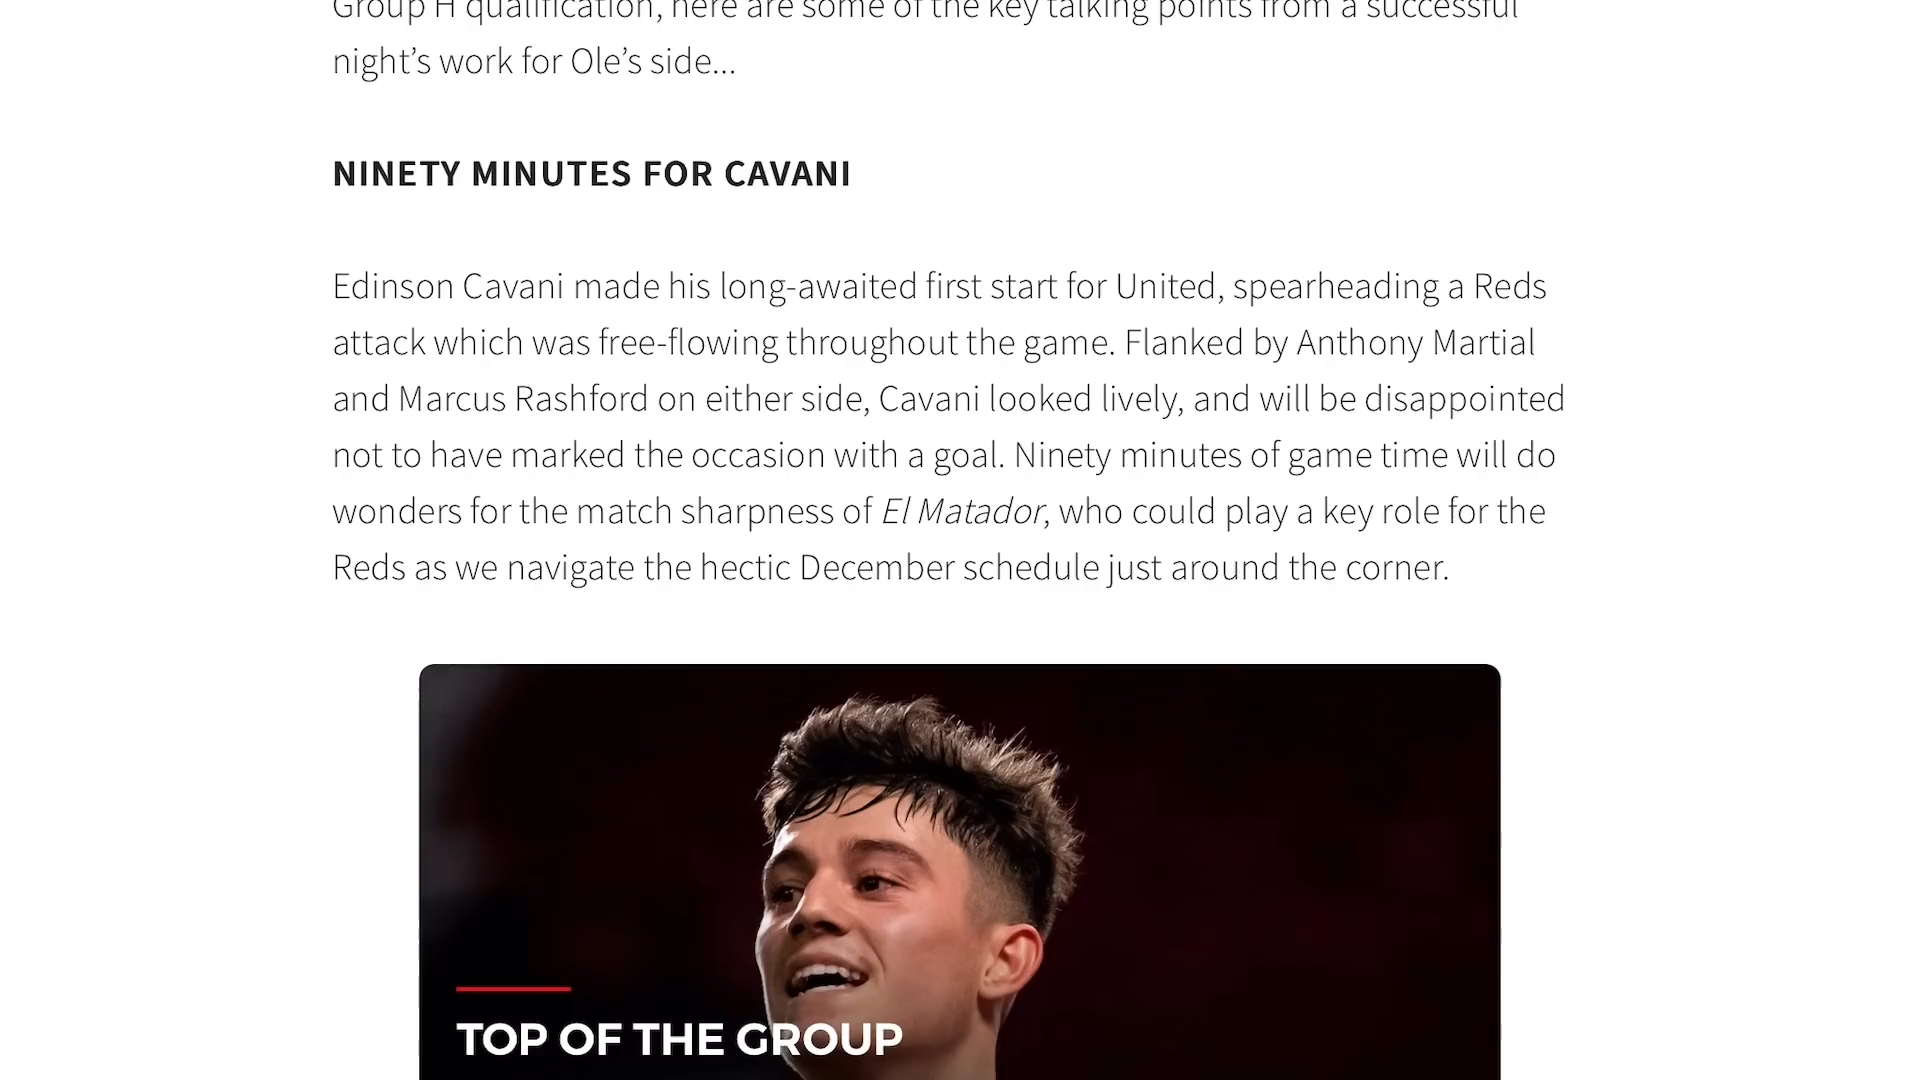 Group H qualification, here are some of the key talking points from a successful
night’s work for Ole’s side...
NINETY MINUTES FOR CAVANI
Edinson Cavani made his long-awaited first start for United, spearheading a Reds
attack which was free-flowing throughout the game. Flanked by Anthony Martial
and Marcus Rashford on either side, Cavani looked lively, and will be disappointed
not to have marked the occasion with a goal. Ninety minutes of game time will do
wonders for the match sharpness of El Matador, who could play a key role for the
Reds as we navigate the hectic December schedule just around the corner.
TOP OF THE GROUP